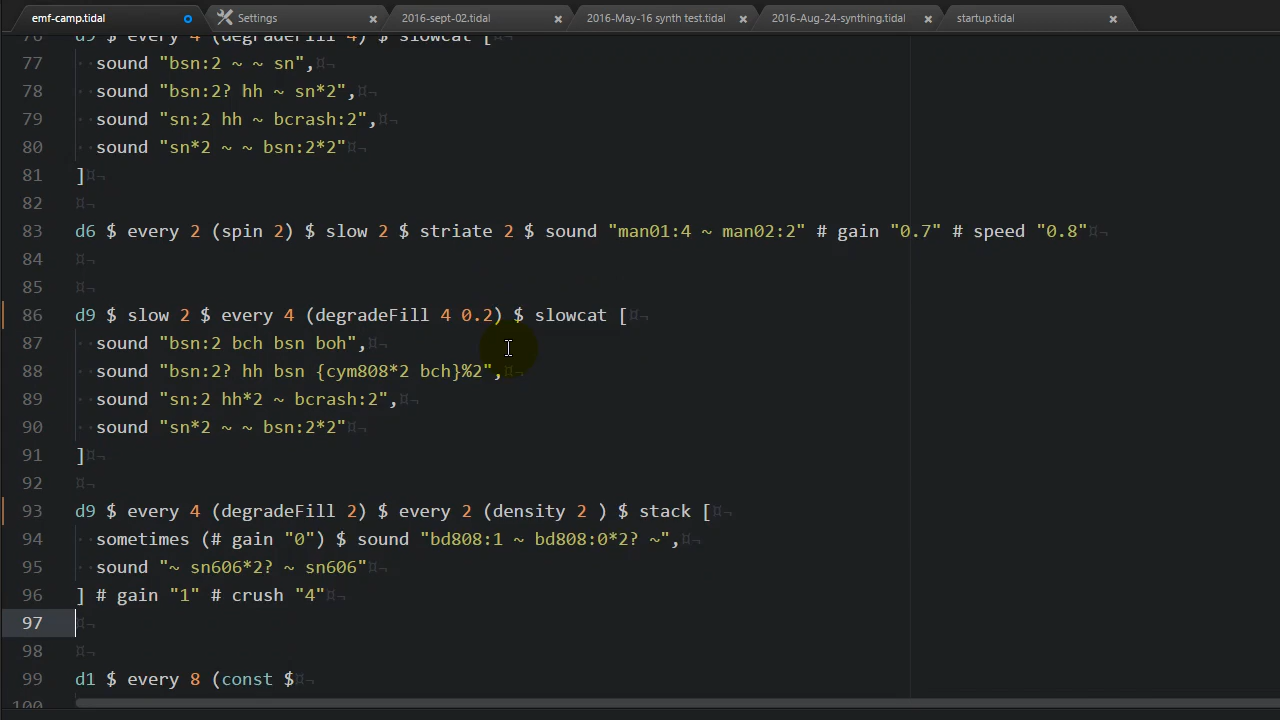 emf-camp.tidal Settings 2016-sept-02.tidal 2016-May-16 synth test.tidal 2016-Aug-24-synthing.tidal startup.tidal
76 d9 $ every 4 (degradeFill 4) $ slowcat [
77 sound "bsn:2 ~ ~ sn",
78 sound "bsn:2? hh ~ sn*2",
79 sound "sn:2 hh ~ bcrash:2",
80 sound "sn*2 ~ ~ bsn:2*2"
81 ]
82
83 d6 $ every 2 (spin 2) $ slow 2 $ striate 2 $ sound "man01:4 ~ man02:2" # gain "0.7" # speed "0.8"
84
85
86 d9 $ slow 2 $ every 4 (degradeFill 4 0.2) $ slowcat [
87 sound "bsn:2 bch bsn boh",
88 sound "bsn:2? hh bsn {cym808*2 bch}%2",
89 sound "sn:2 hh*2 ~ bcrash:2",
90 sound "sn*2 ~ ~ bsn:2*2"
91 ]
92
93 d9 $ every 4 (degradeFill 2) $ every 2 (density 2 ) $ stack [
94 sometimes (# gain "0") $ sound "bd808:1 ~ bd808:0*2? ~",
95 sound "~ sn606*2? ~ sn606"
96 ] # gain "1" # crush "4"
97
98
99 d1 $ every 8 (const $
100